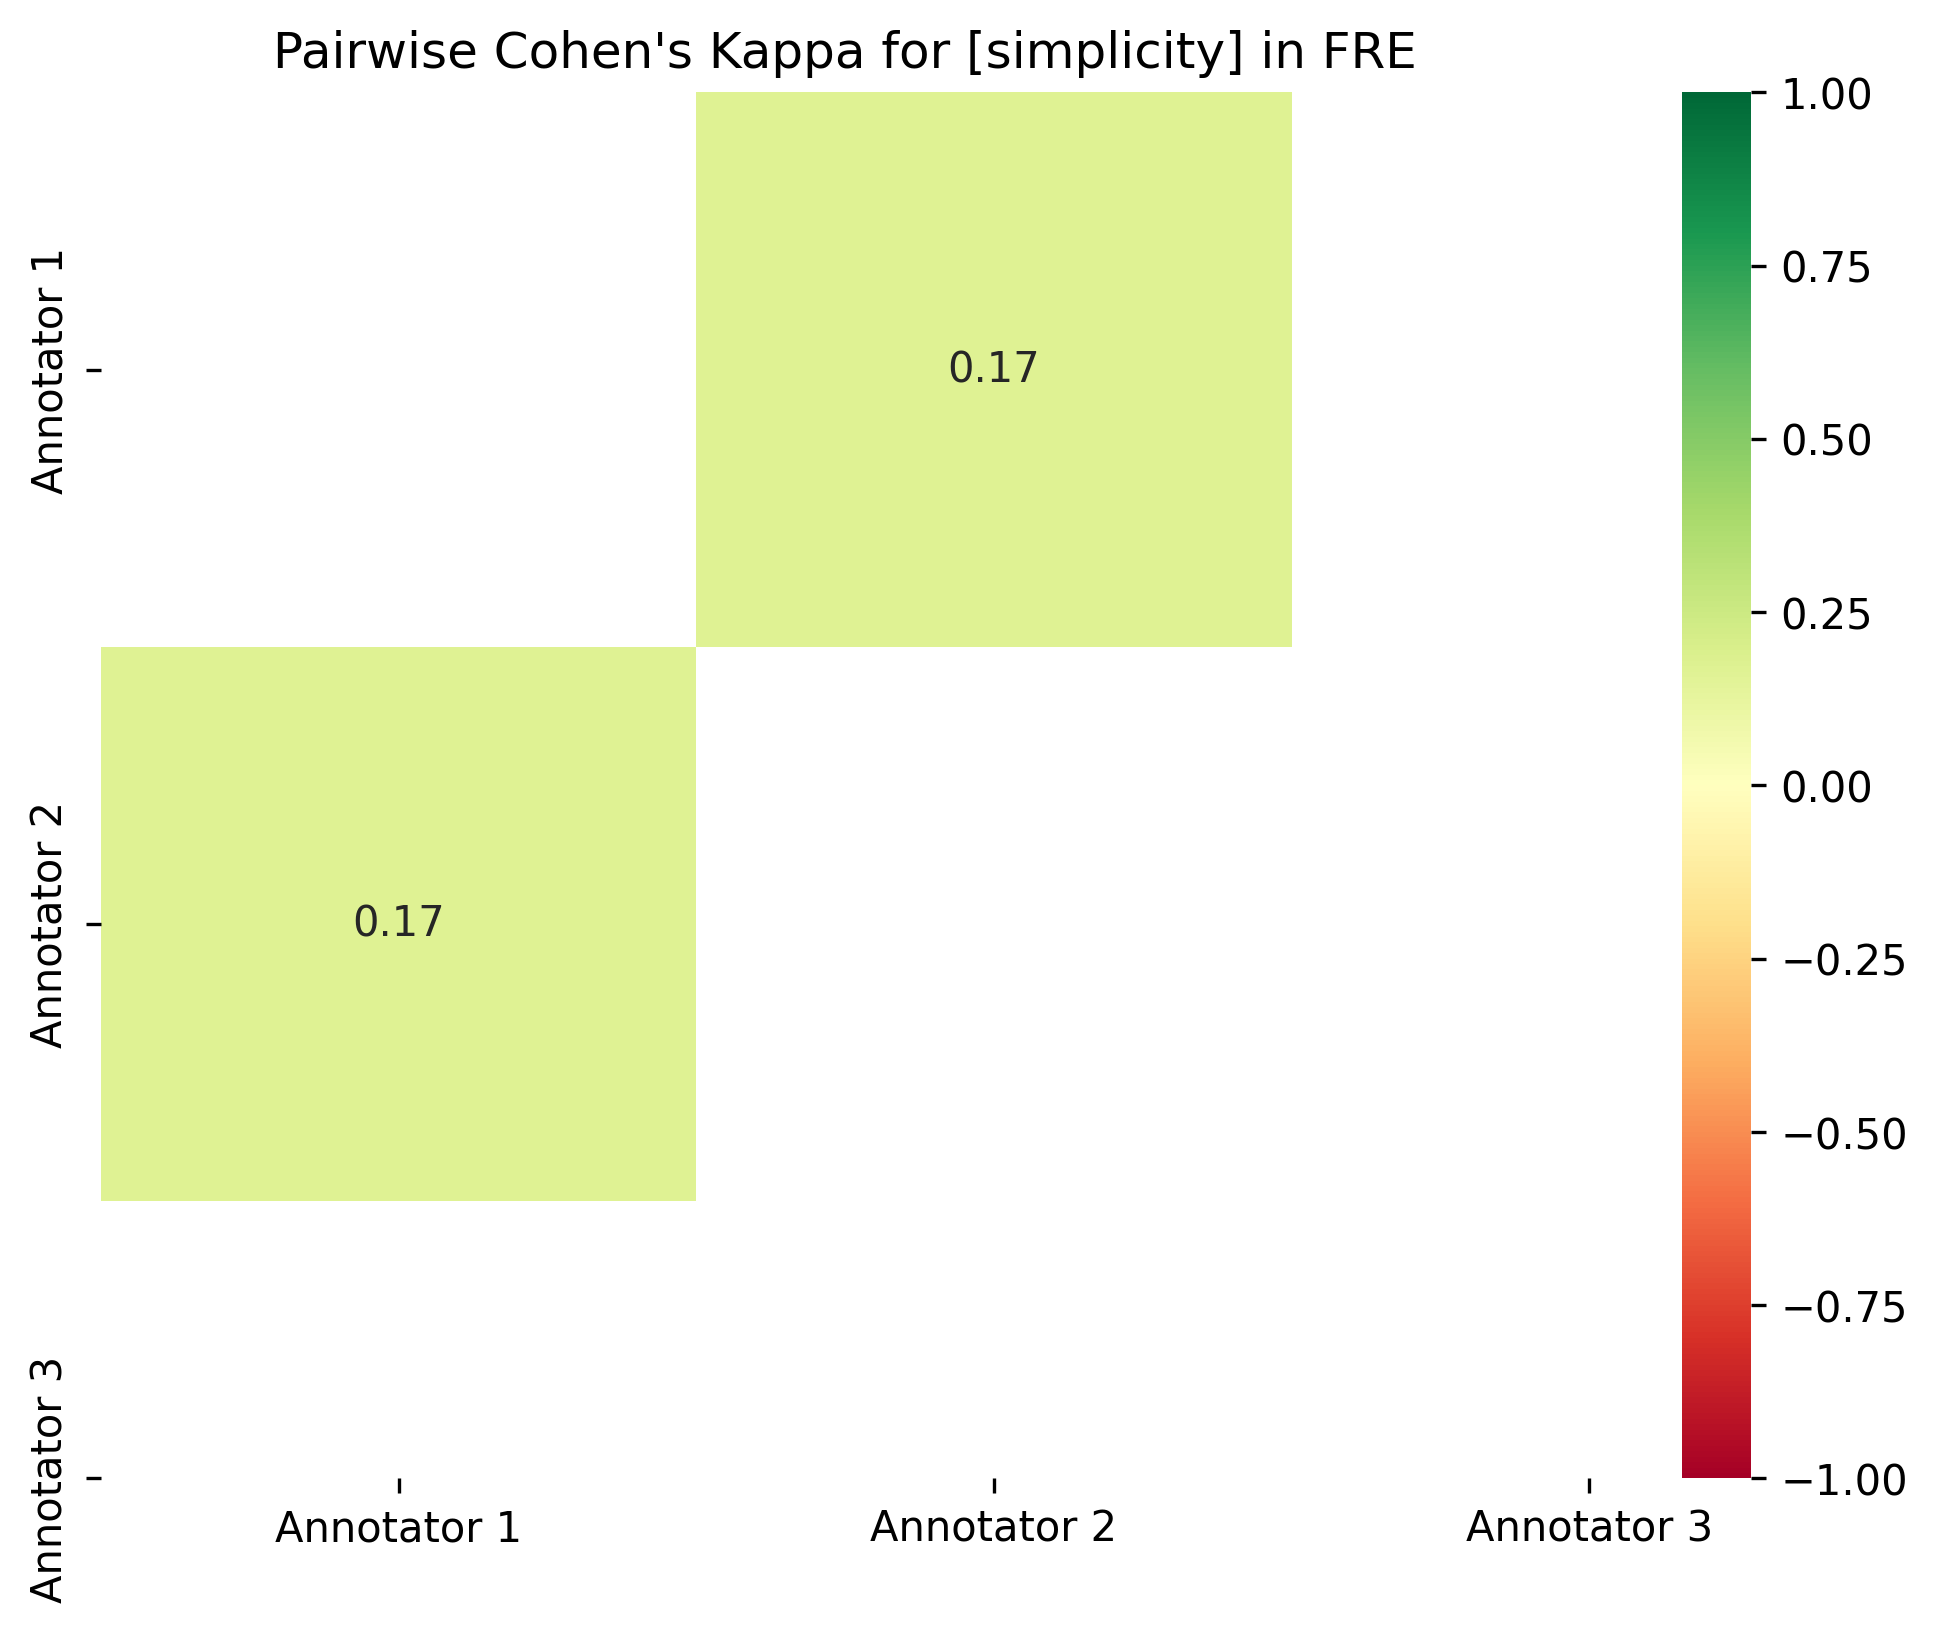 Pairwise Cohen's Kappa for [simplicity] in FRE
Annotator 1
Annotator 2
Annotator 3
0.17
0.17
Annotator 1
Annotator 2
Annotator 3
1.00
0.75
0.50
0.25
0.00
−0.25
−0.50
−0.75
−1.00